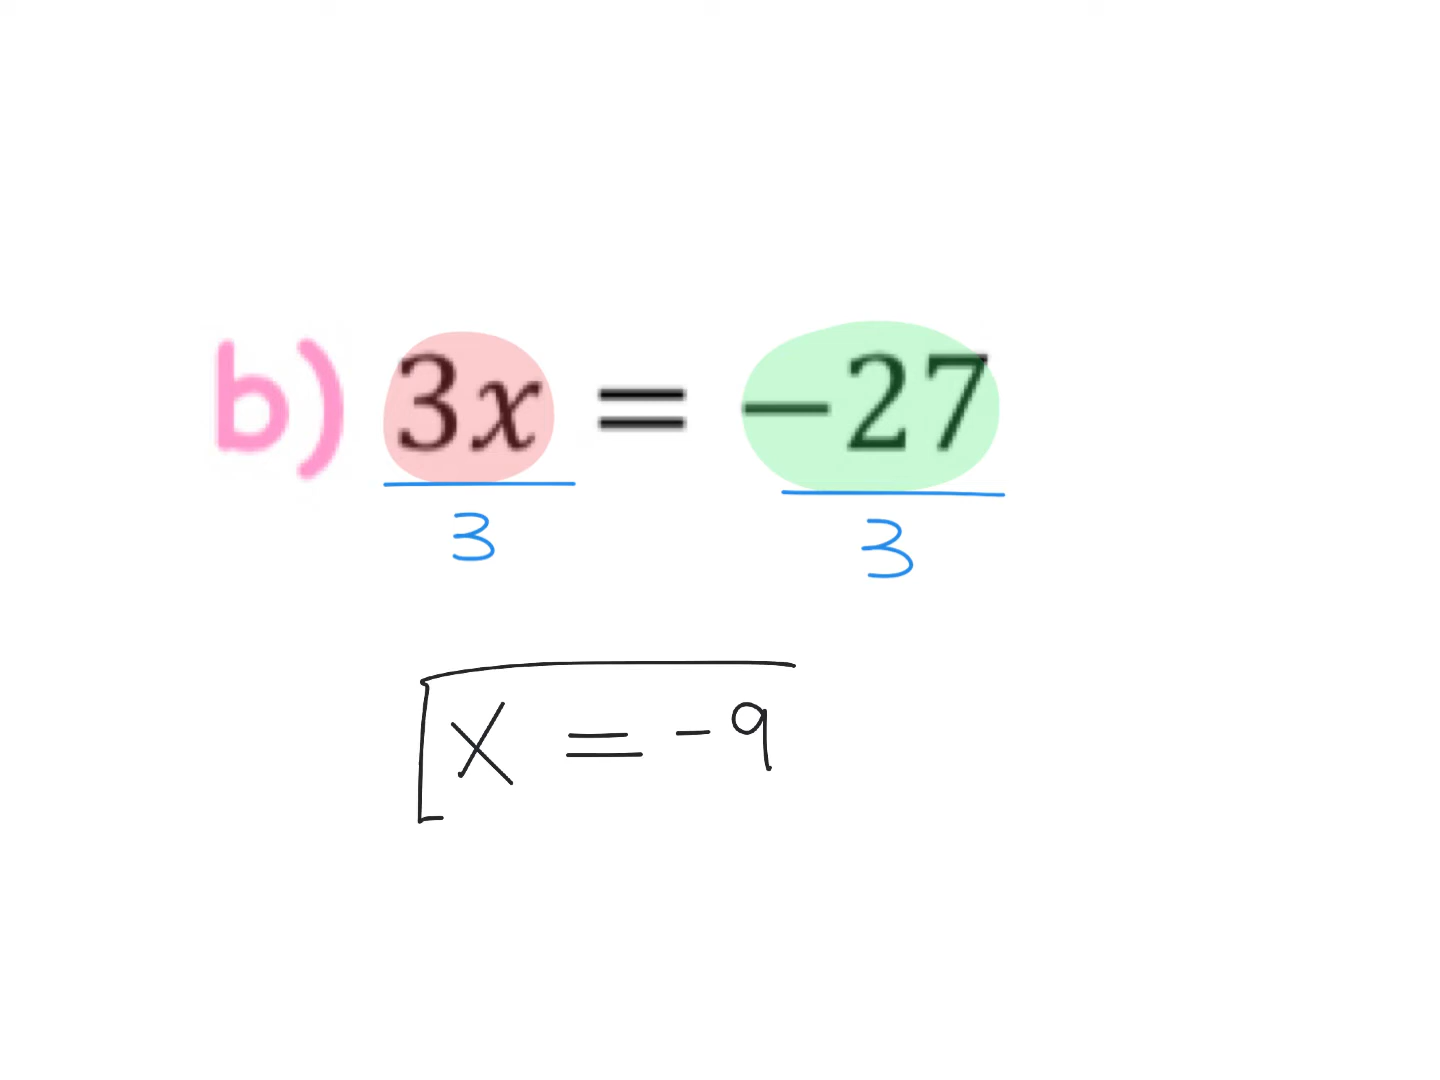 b) 3x = −27
3 3
x = -9